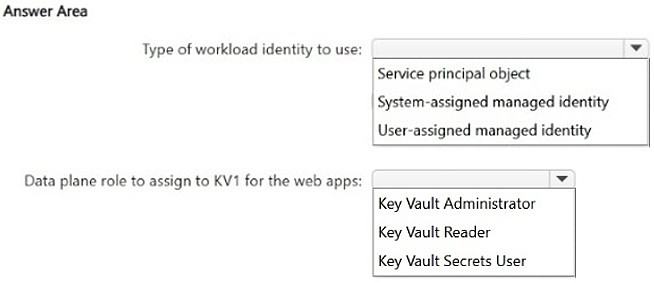 Answer Area
Type of workload identity to use:
Service principal object
System-assigned managed identity
User-assigned managed identity
Data plane role to assign to KV1 for the web apps:
Key Vault Administrator
Key Vault Reader
Key Vault Secrets User